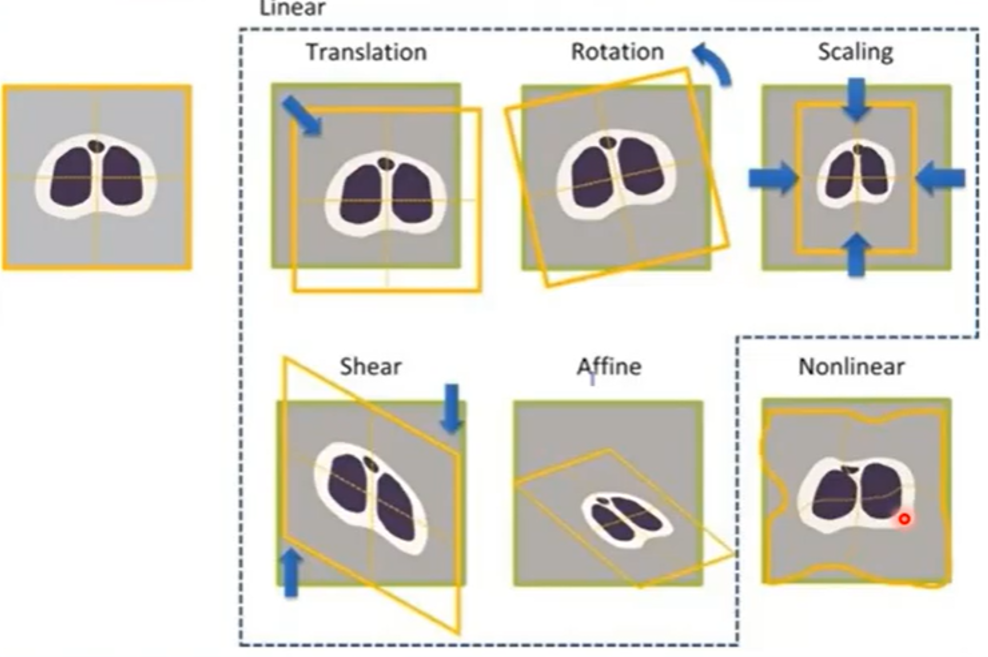 Linear
Translation
Rotation
Scaling
Shear
Affine
Nonlinear